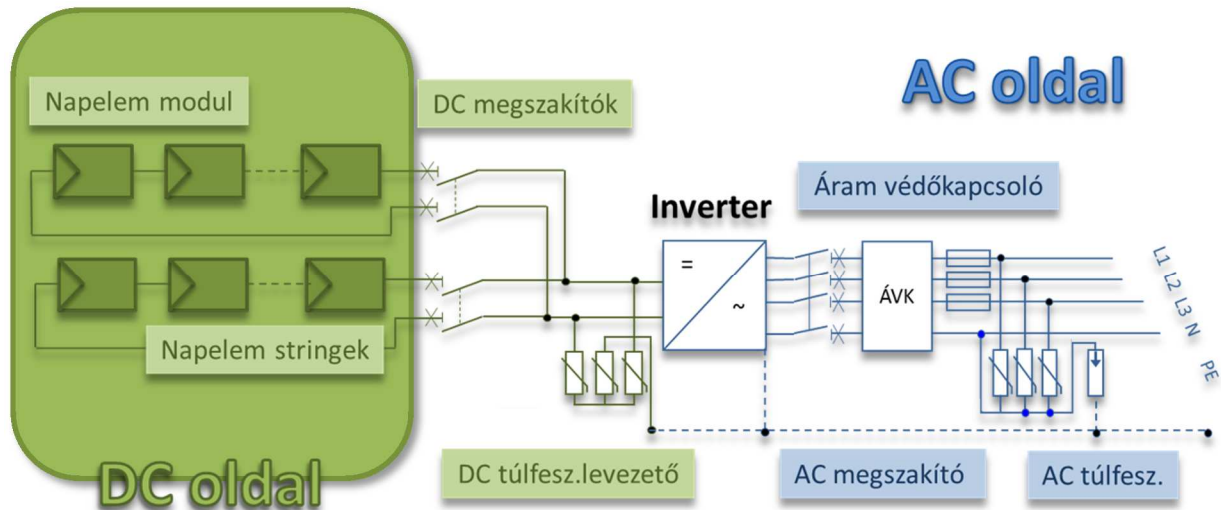 AC oldal
Napelem modul
DC megszakítók
Áram védőkapcsoló
Inverter
=
~
ÁVK
L1 L2 L3 N
PE
Napelem stringek
DC oldal
DC túlfesz.levezető
AC megszakító
AC túlfesz.